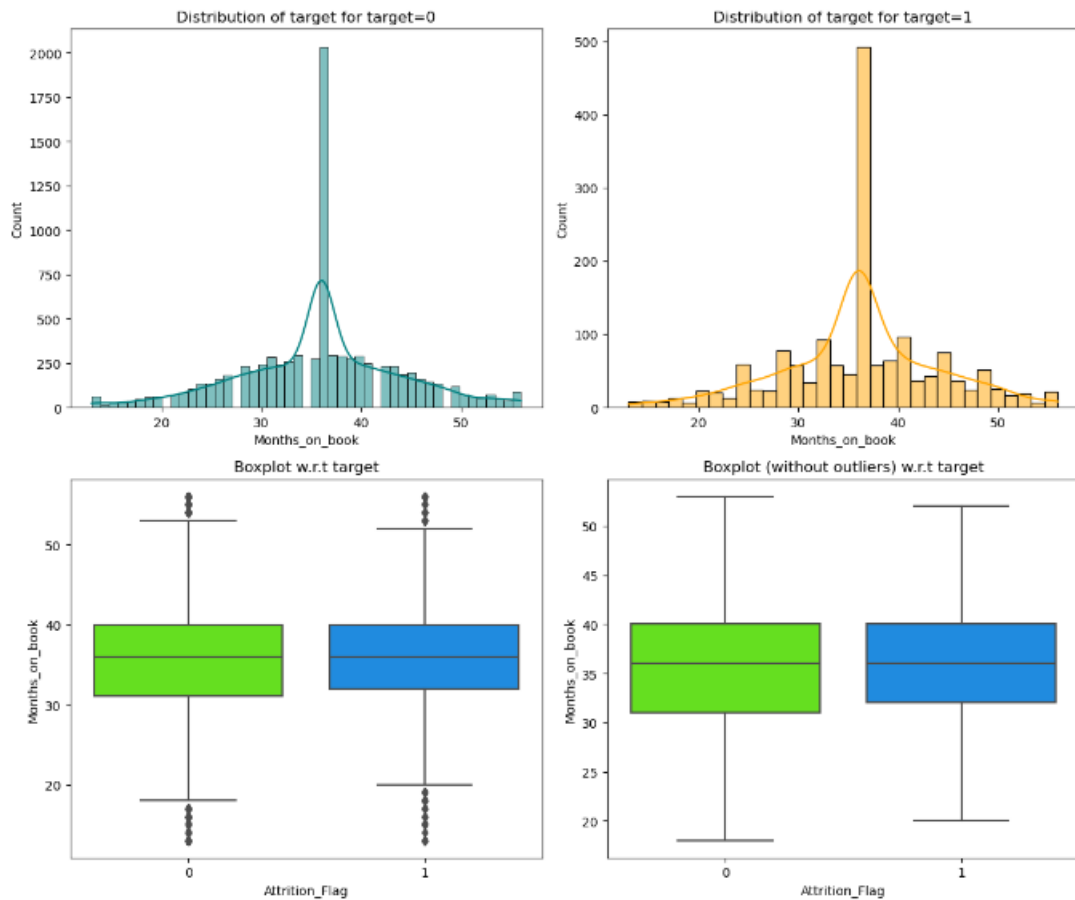 Distribution of target for target=0
2000
1750
1500
1250
1000
750
500
250
0
Count
20 30 40 50
Months_on_book
Distribution of target for target=1
500
400
300
200
100
0
Count
20 30 40 50
Months_on_book
Boxplot w.r.t target
50
40
30
20
Months_on_book
0 1
Attrition_Flag
Boxplot (without outliers) w.r.t target
50
45
40
35
30
25
20
Months_on_book
0 1
Attrition_Flag